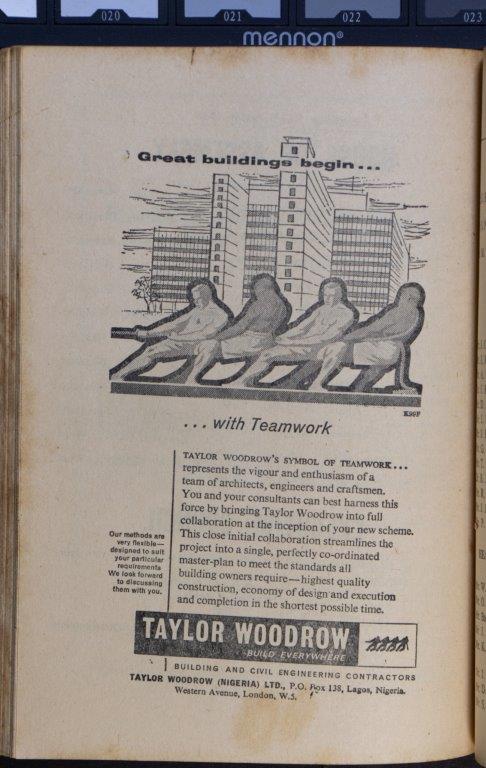 020
021
022
023
mennon®
Great buildings begin...
K99F
... with Teamwork
TAYLOR WOODROW'S SYMBOL OF TEAMWORK...
represents the vigour and enthusiasm of a
team of architects, engineers and craftsmen.
You and your consultants can best harness this
force by bringing Taylor Woodrow into full
collaboration at the inception of your new scheme.
This close initial collaboration streamlines the
project into a single, perfectly co-ordinated
master-plan to meet the standards all
building owners require—highest quality
construction, economy of design and execution
and completion in the shortest possible time.
Our methods are
very flexible—
designed to suit
your particular
requirements
We look forward
to discussing
them with you.
TAYLOR WOODROW
BUILD EVERYWHERE
BUILDING AND CIVIL ENGINEERING CONTRACTORS
TAYLOR WOODROW (NIGERIA) LTD., P.O. Box 138, Lagos, Nigeria.
Western Avenue, London, W.5.